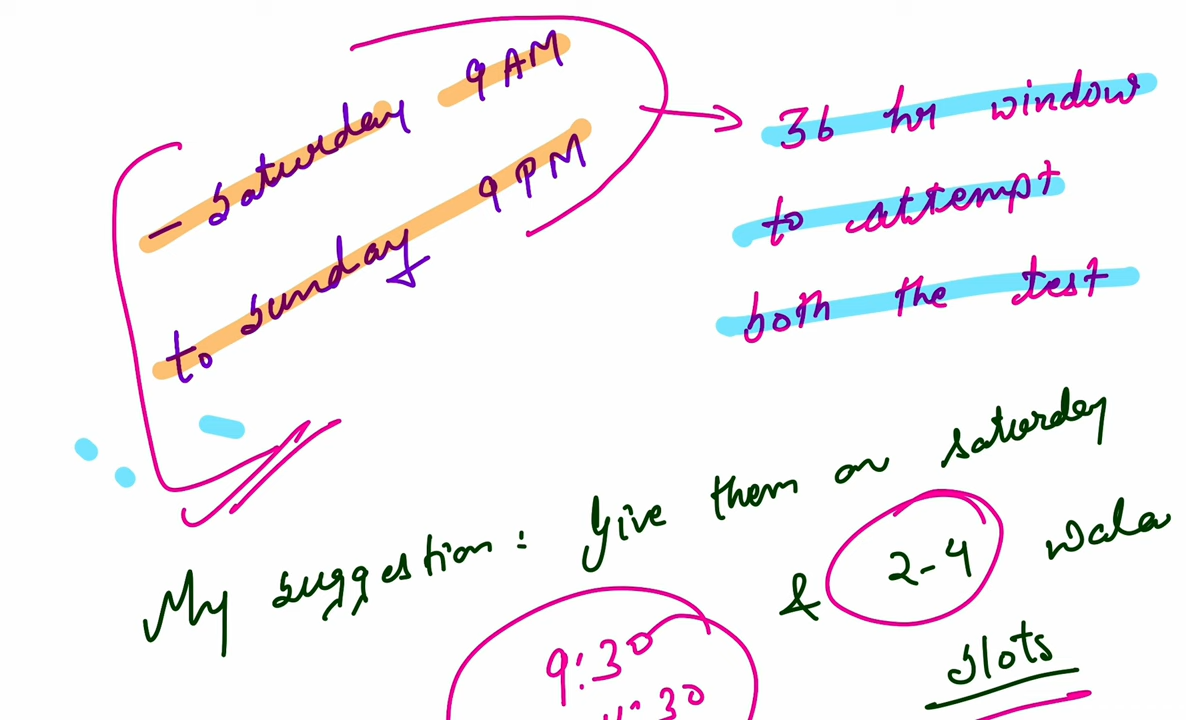 - Saturday 9 AM
to Sunday 9 PM
36 hr window
to attempt
both the test
My suggestion: Give them on Saturday
9:30
:30
& 2-4 wala
slots